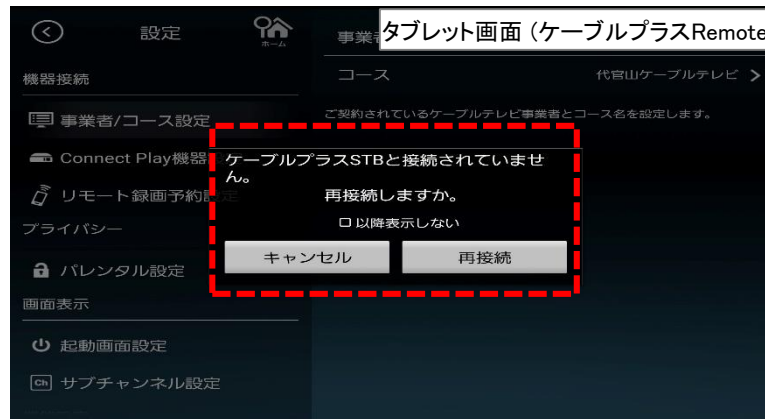 設定
ホーム
事業
タブレット画面 (ケーブルプラスRemote
機器接続
コース
代官山ケーブルテレビ
ご契約されているケーブルテレビ事業者とコース名を設定します。
事業者/コース設定
Connect Play機器
リモート録画予約設定
ケーブルプラスSTBと接続されていませ
ん。
再接続しますか。
以降表示しない
キャンセル
再接続
プライバシー
パレンタル設定
画面表示
起動画面設定
Ch サブチャンネル設定